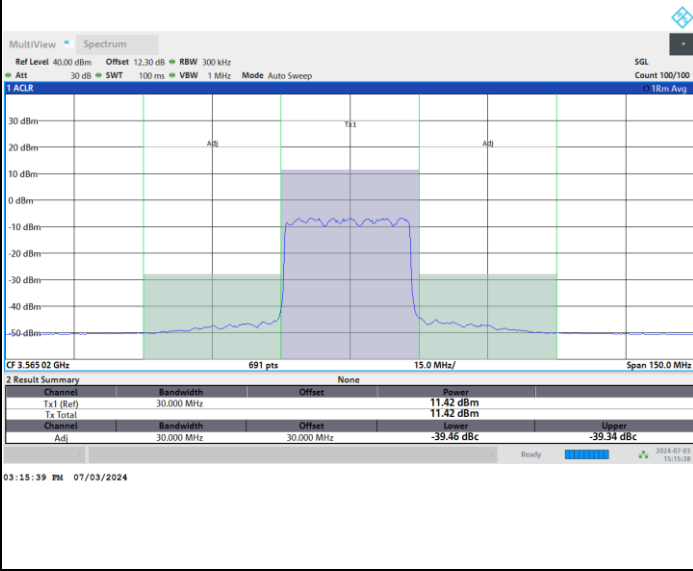 MultiView Spectrum
Ref Level 40.00 dBm Offset 12.30 dB RBW 300 kHz SGL
Att 30 dB SWT 100 ms VBW 1 MHz Mode Auto Sweep Count 100/100
1 ACLR 1Rm Avg
30 dBm
Tx1
Adj Adj
20 dBm
10 dBm
0 dBm
-10 dBm
-20 dBm
-30 dBm
-40 dBm
-50 dBm
CF 3.565 02 GHz 691 pts 15.0 MHz/ Span 150.0 MHz
2 Result Summary None
Channel Bandwidth Offset Power
Tx1 (Ref) 30.000 MHz 11.42 dBm
Tx Total 11.42 dBm
Channel Bandwidth Offset Lower Upper
Adj 30.000 MHz 30.000 MHz -39.46 dBc -39.34 dBc
Ready 2024-07-03
15:15:38
03:15:39 PM 07/03/2024